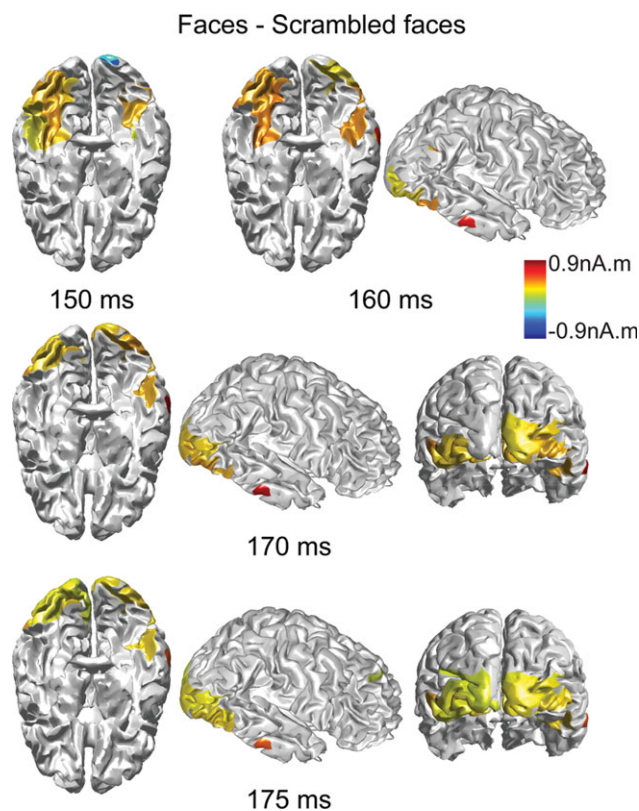 Faces - Scrambled faces
150 ms
160 ms
0.9nA.m
-0.9nA.m
170 ms
175 ms